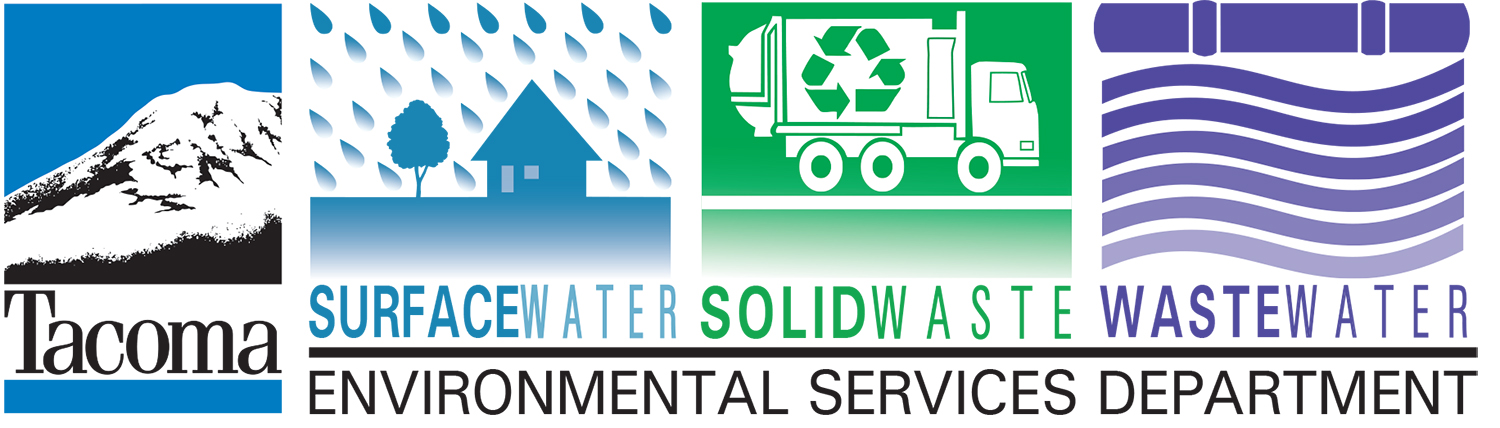 Tacoma
SURFACEWATER SOLIDWASTE WASTEWATER
ENVIRONMENTAL SERVICES DEPARTMENT